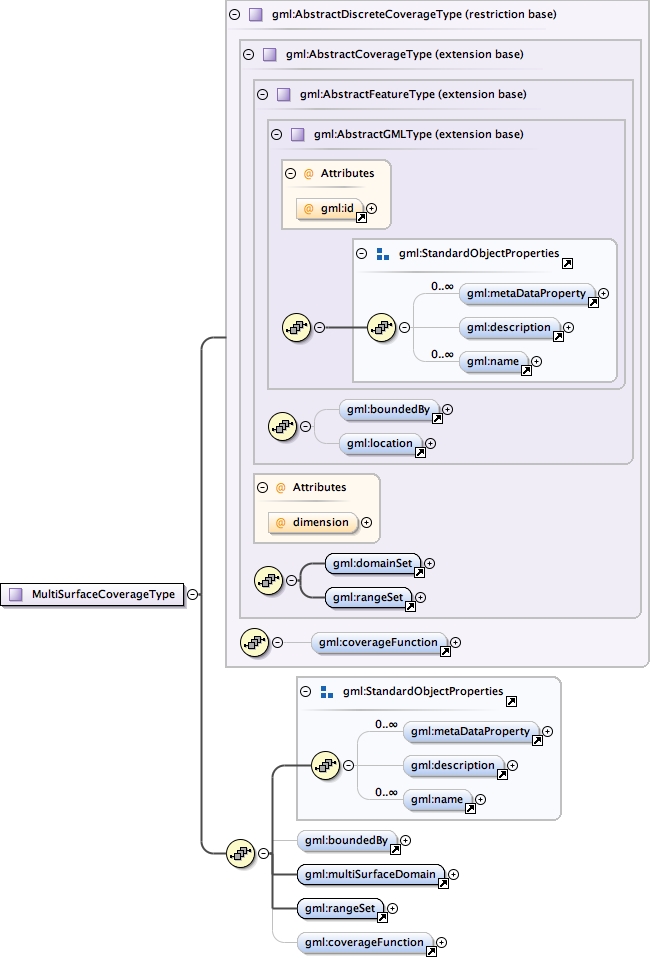 gml:AbstractDiscreteCoverageType (restriction base)
gml:AbstractCoverageType (extension base)
gml:AbstractFeatureType (extension base)
gml:AbstractGMLType (extension base)
@ Attributes
@ gml:id
gml:StandardObjectProperties
0..∞
gml:metaDataProperty
gml:description
0..∞
gml:name
gml:boundedBy
gml:location
@ Attributes
@ dimension
gml:domainSet
MultiSurfaceCoverageType
gml:rangeSet
gml:coverageFunction
gml:StandardObjectProperties
0..∞
gml:metaDataProperty
gml:description
0..∞
gml:name
gml:boundedBy
gml:multiSurfaceDomain
gml:rangeSet
gml:coverageFunction